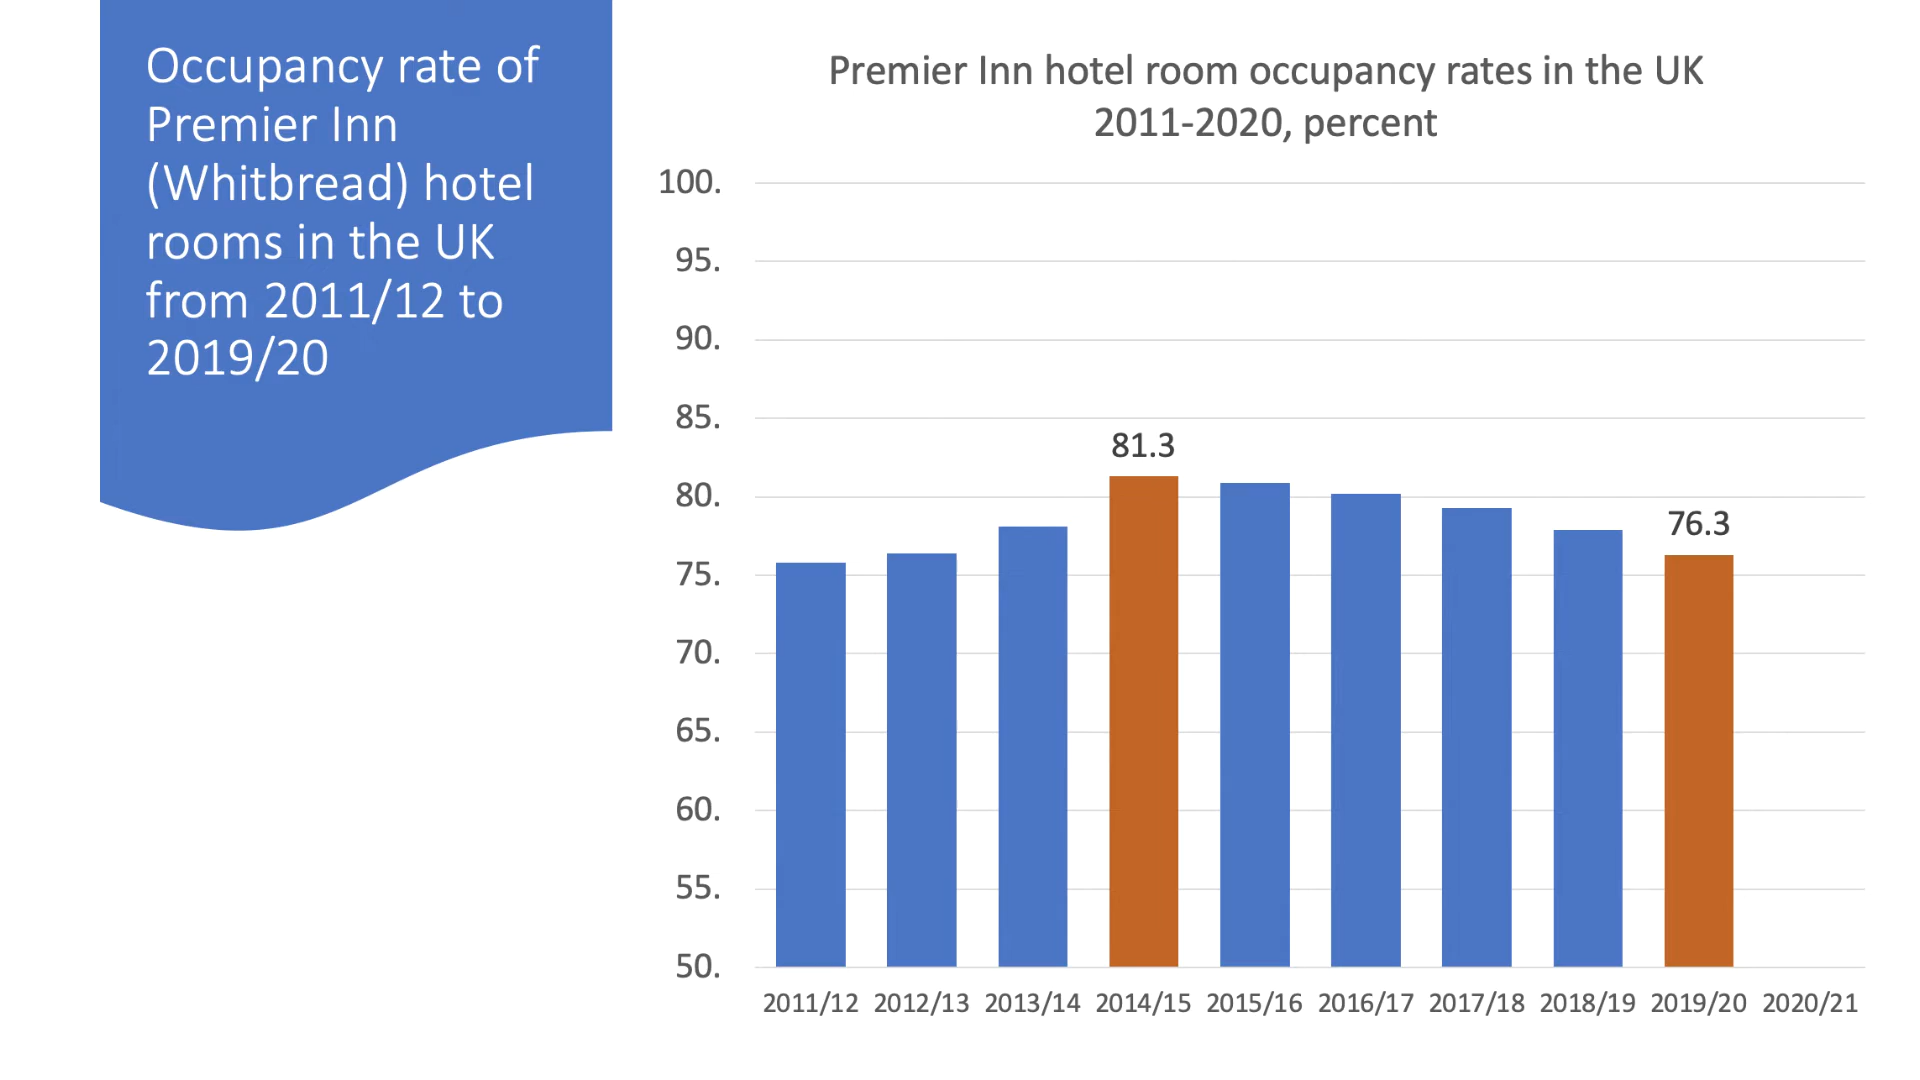 Occupancy rate of
Premier Inn
(Whitbread) hotel
rooms in the UK
from 2011/12 to
2019/20
Premier Inn hotel room occupancy rates in the UK
2011-2020, percent
100.
95.
90.
85.
80.
75.
70.
65.
60.
55.
50.
81.3
76.3
2011/12 2012/13 2013/14 2014/15 2015/16 2016/17 2017/18 2018/19 2019/20 2020/21